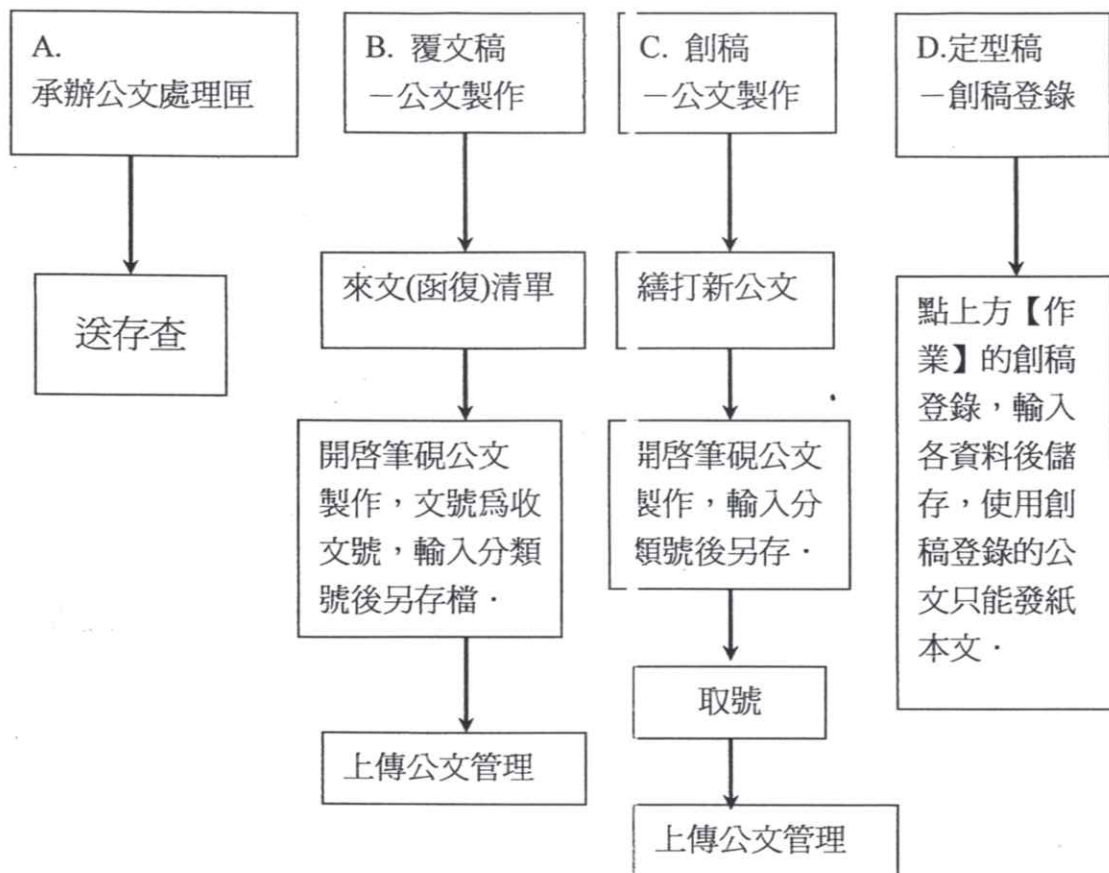 A.
承辦公文處理匣
送存查
B. 覆文稿
－公文製作
來文(函復)清單
開啓筆硯公文
製作，文號爲收
文號，輸入分類
號後另存檔．
上傳公文管理
C. 創稿
－公文製作
繕打新公文
開啓筆硯公文
製作，輸入分
類號後另存．
取號
上傳公文管理
D.定型稿
－創稿登錄
點上方【作
業】的創稿
登錄，輸入
各資料後儲
存，使用創
稿登錄的公
文只能發紙
本文．